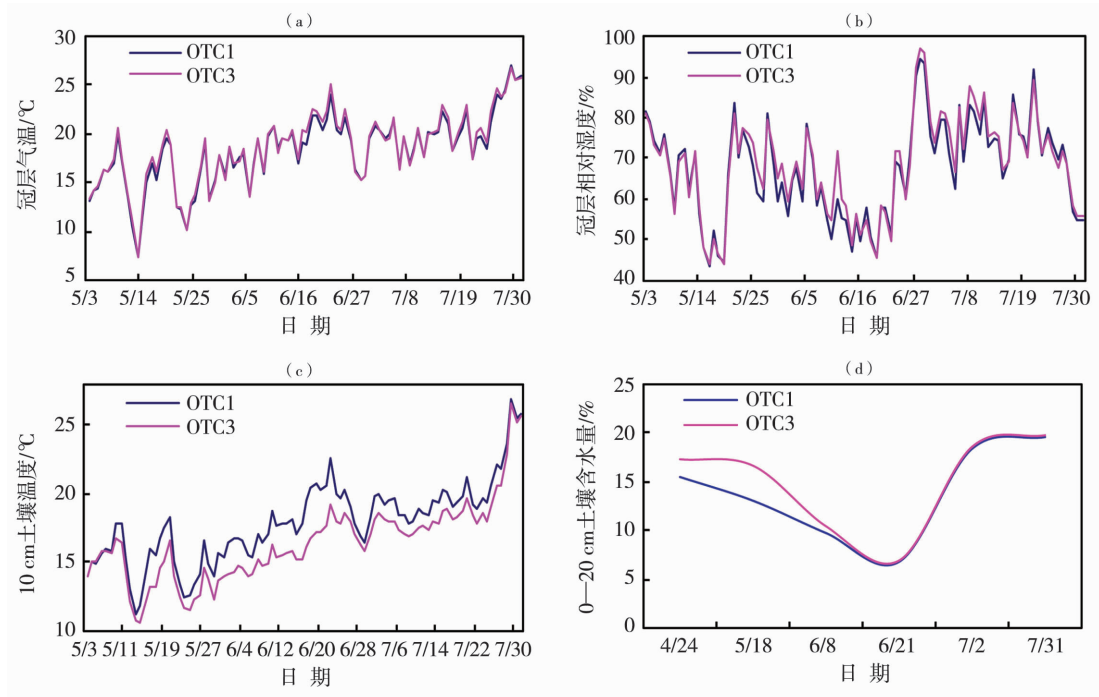 （a）
30
25
20
15
10
5
冠层气温/℃
OTC1
OTC3
5/3 5/14 5/25 6/5 6/16 6/27 7/8 7/19 7/30
日 期
（b）
100
90
80
70
60
50
40
冠层相对湿度/%
OTC1
OTC3
5/3 5/14 5/25 6/5 6/16 6/27 7/8 7/19 7/30
日 期
（c）
25
20
15
10
10 cm土壤温度/℃
OTC1
OTC3
5/3 5/11 5/19 5/27 6/4 6/12 6/20 6/28 7/6 7/14 7/22 7/30
日 期
（d）
25
20
15
10
5
0
0—20 cm土壤含水量/%
OTC1
OTC3
4/24 5/18 6/8 6/21 7/2 7/31
日 期